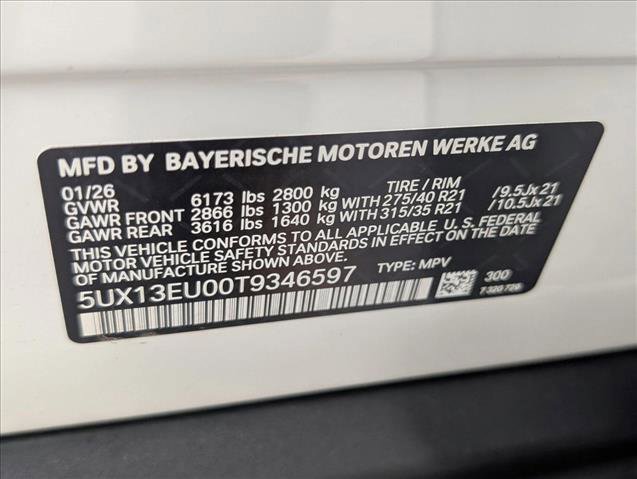 MFD BY BAYERISCHE MOTOREN WERKE AG
01/26 TIRE / RIM
GVWR 6173 lbs 2800 kg
GAWR FRONT 2866 lbs 1300 kg WITH 275/40 R21 /9.5Jx21
GAWR REAR 3616 lbs 1640 kg WITH 315/35 R21 /10.5Jx21
THIS VEHICLE CONFORMS TO ALL APPLICABLE U.S. FEDERAL
MOTOR VEHICLE SAFETY STANDARDS IN EFFECT ON THE
DATE OF MANUFACTURE SHOWN ABOVE.
5UX13EU00T9346597 TYPE: MPV
300
7 320 729